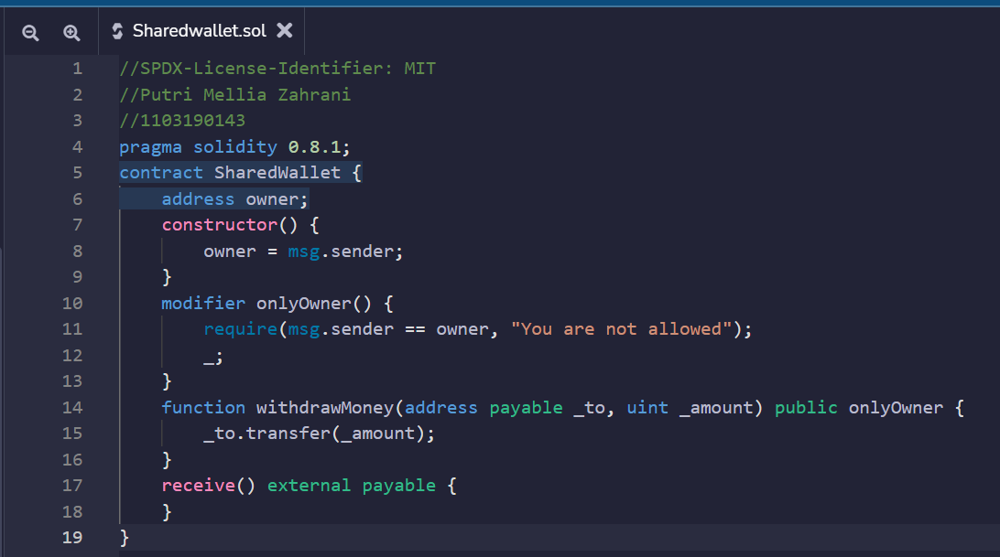 Sharedwallet.sol
1 //SPDX-License-Identifier: MIT
2 //Putri Mellia Zahrani
3 //1103190143
4 pragma solidity 0.8.1;
5 contract SharedWallet {
6     address owner;
7     constructor() {
8         owner = msg.sender;
9     }
10     modifier onlyOwner() {
11         require(msg.sender == owner, "You are not allowed");
12         _;
13     }
14     function withdrawMoney(address payable _to, uint _amount) public onlyOwner {
15         _to.transfer(_amount);
16     }
17     receive() external payable {
18     }
19 }